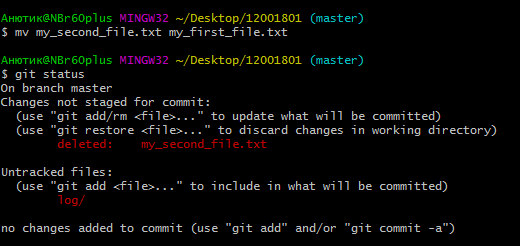 Анютик@NBr6Oplus MINGW32 ~/Desktop/12001801 (master)
$ mv my_second_file.txt my_first_file.txt
Анютик@NBr6Oplus MINGW32 ~/Desktop/12001801 (master)
$ git status
On branch master
Changes not staged for commit:
(use "git add/rm <file>..." to update what will be committed)
(use "git restore <file>..." to discard changes in working directory)
deleted: my_second_file.txt
Untracked files:
(use "git add <file>..." to include in what will be committed)
log/
no changes added to commit (use "git add" and/or "git commit -a")